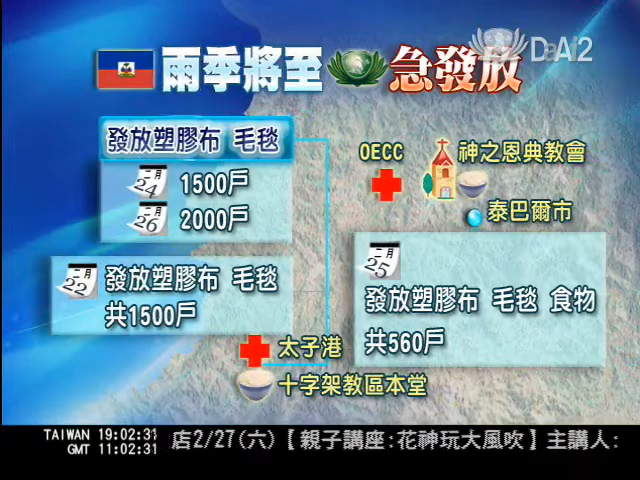 雨季將至 急發放
DaAi2
發放塑膠布 毛毯
二月 24 1500戶
二月 26 2000戶
二月 22 發放塑膠布 毛毯
共1500戶
OECC
神之恩典教會
泰巴爾市
二月 25
發放塑膠布 毛毯 食物
共560戶
太子港
十字架教區本堂
TAIWAN 19:02:31
GMT 11:02:31
店2/27(六)【親子講座:花神玩大風吹】主講人: